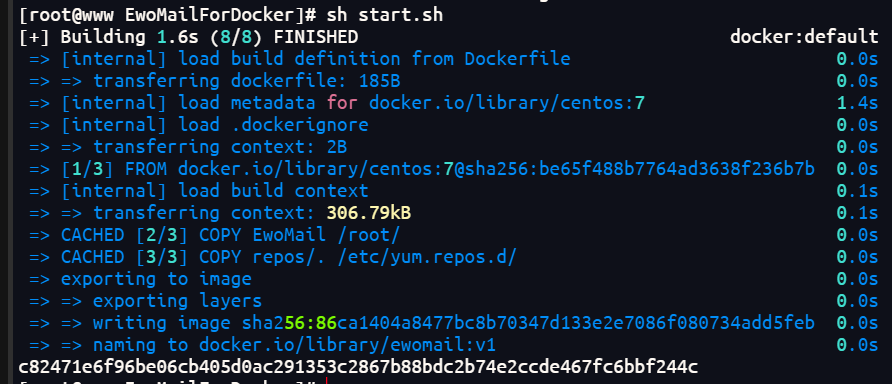 [root@www EwoMailForDocker]# sh start.sh
[+] Building 1.6s (8/8) FINISHED docker:default
=> [internal] load build definition from Dockerfile 0.0s
=> => transferring dockerfile: 185B 0.0s
=> [internal] load metadata for docker.io/library/centos:7 1.4s
=> [internal] load .dockerignore 0.0s
=> => transferring context: 2B 0.0s
=> [1/3] FROM docker.io/library/centos:7@sha256:be65f488b7764ad3638f236b7b 0.0s
=> [internal] load build context 0.1s
=> => transferring context: 306.79kB 0.1s
=> CACHED [2/3] COPY EwoMail /root/ 0.0s
=> CACHED [3/3] COPY repos/. /etc/yum.repos.d/ 0.0s
=> exporting to image 0.0s
=> => exporting layers 0.0s
=> => writing image sha256:86ca1404a8477bc8b70347d133e2e7086f080734add5feb 0.0s
=> => naming to docker.io/library/ewomail:v1 0.0s
c82471e6f96be06cb405d0ac291353c2867b88bdc2b74e2ccde467fc6bbf244c
[root@www EwoMailForDocker]#